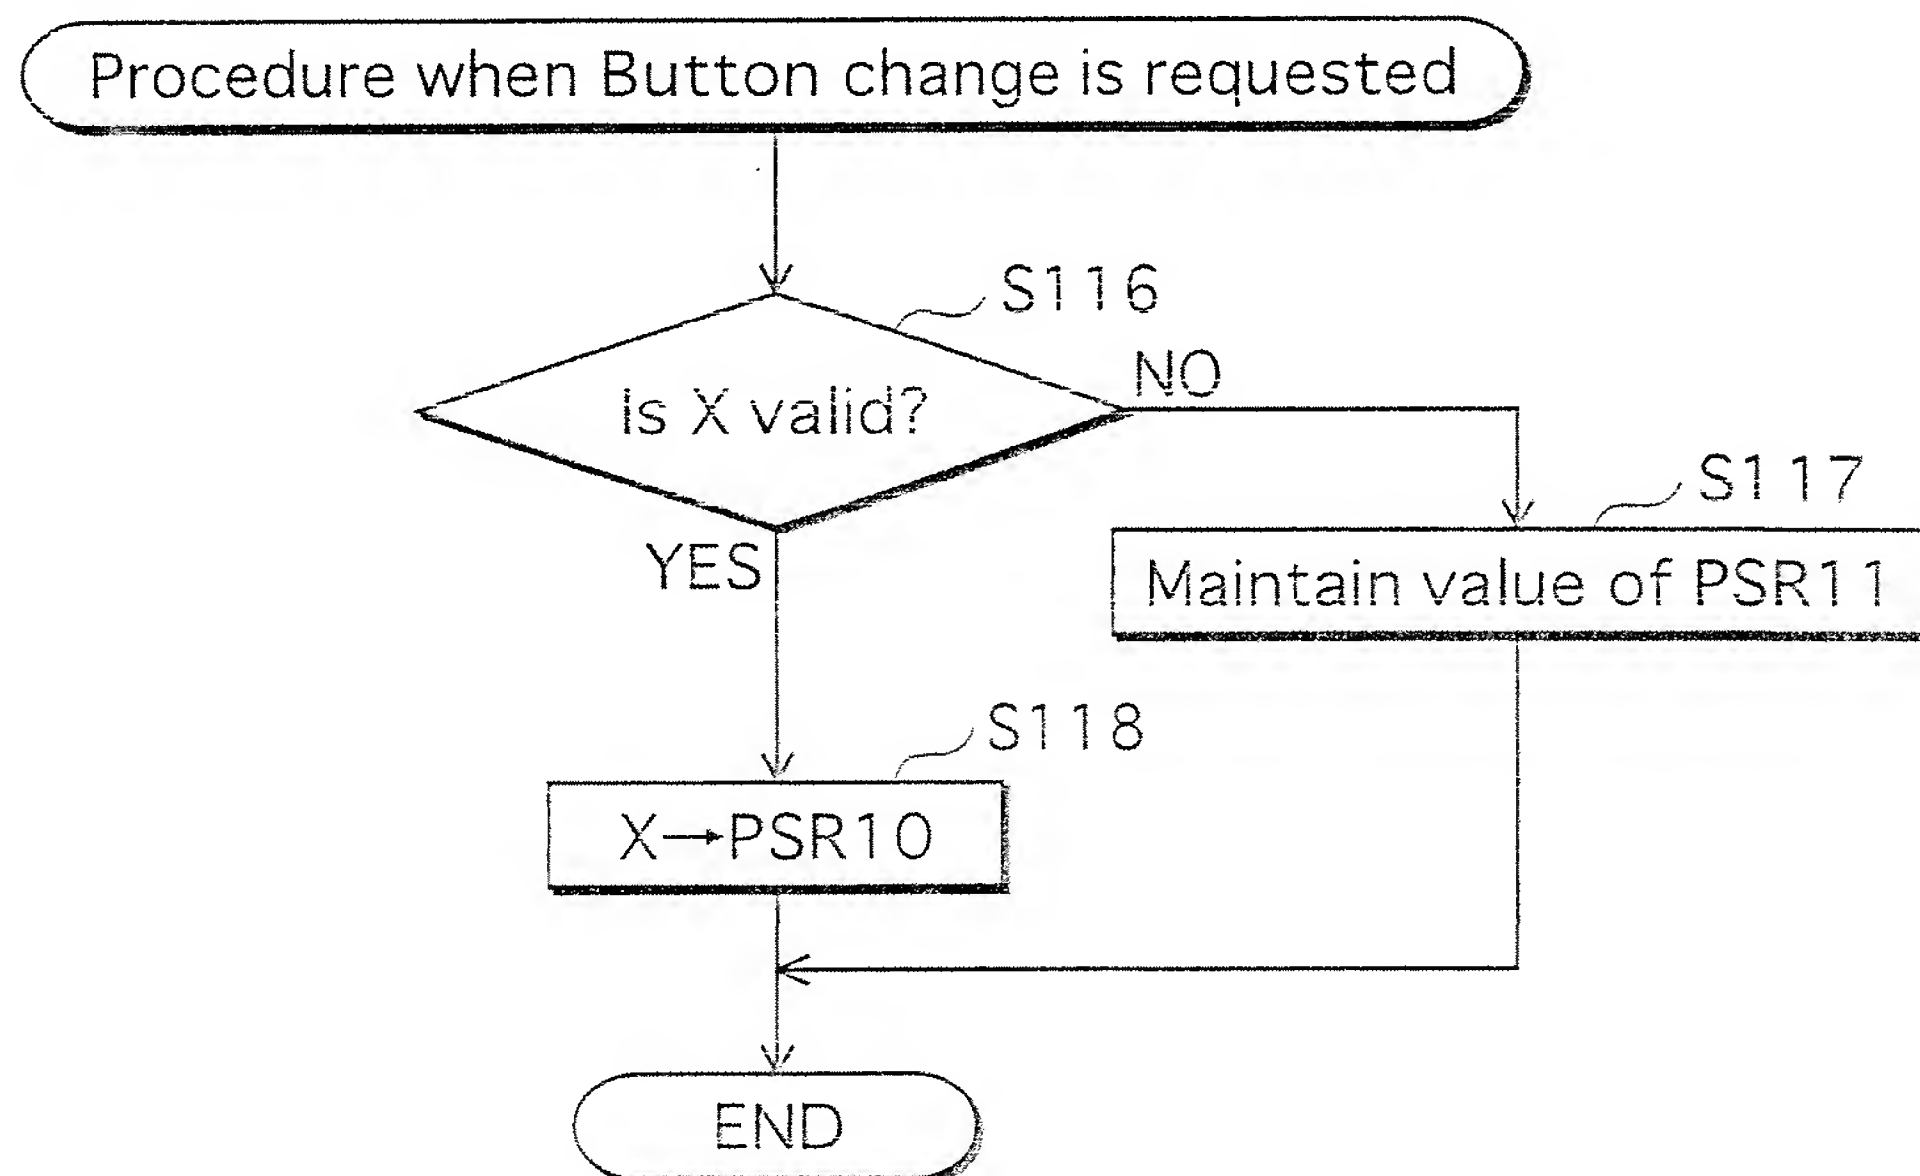 Procedure when Button change is requested
S116
Is X valid?
NO
S117
YES
Maintain value of PSR11
S118
X→PSR10
END